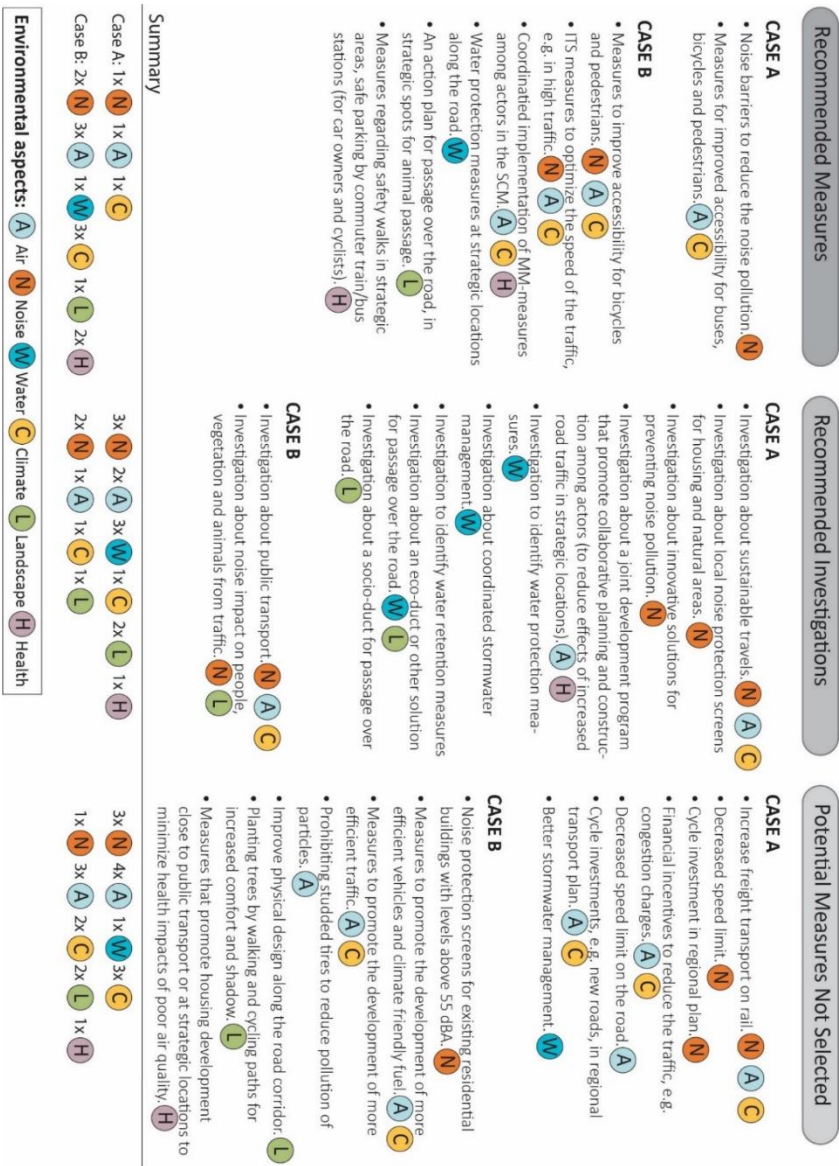 Recommended Measures
CASE A
• Noise barriers to reduce the noise pollution. N
• Measures for improved accessibility for buses,
bicycles and pedestrians. A C
CASE B
• Measures to improve accessibility for bicycles
and pedestrians. N A C
• ITS measures to optimize the speed of the traffic,
e.g. in high traffic. N A C
• Coordinatied implementation of MM-measures
among actors in the SCM. A C H
• Water protection measures at strategic locations
along the road. W
• An action plan for passage over the road, in
strategic spots for animal passage. L
• Measures regarding safety walks in strategic
areas, safe parking by commuter train/bus
stations (for car owners and cyclists). H
Recommended Investigations
CASE A
• Investigation about sustainable travels. N A C
• Investigation about local noise protection screens
for housing and natural areas. N
• Investigation about innovative solutions for
preventing noise pollution. N
• Investigation about a joint development program
that promote collaborative planning and construc-
tion among actors (to reduce effects of increased
road traffic in strategic locations). A H
• Investigation to identify water protection mea-
sures. W
• Investigation about coordinated stormwater
management. W
• Investigation to identify water retention measures
• Investigation about an eco-duct or other solution
for passage over the road. W L
• Investigation about a socio-duct for passage over
the road. L
CASE B
• Investigation about public transport. N A C
• Investigation about noise impact on people,
vegetation and animals from traffic. N L
Potential Measures Not Selected
CASE A
• Increase freight transport on rail. N A C
• Decreased speed limit. N
• Cycle investment in regional plan. N
• Financial incentives to reduce the traffic, e.g.
congestion charges. A C
• Decreased speed limit on the road. A
• Cycle investments, e.g. new roads, in regional
transport plan. A C
• Better stormwater management. W
CASE B
• Noise protection screens for existing residential
buildings with levels above 55 dBA. N
• Measures to promote the development of more
efficient vehicles and climate friendly fuel. A C
• Measures to promote the development of more
efficient traffic. A C
• Prohibiting studded tires to reduce pollution of
particles. A
• Improve physical design along the road corridor. L
• Planting trees by walking and cycling paths for
increased comfort and shadow. L
• Measures that promote housing development
close to public transport or at strategic locations to
minimize health impacts of poor air quality. H
Summary
Case A: 1x N 1x A 1x C
Case B: 2x N 3x A 1x W 3x C 1x L 2x H
3x N 2x A 3x W 1x C 2x L 1x H
2x N 1x A 1x C 1x L
3x N 4x A 1x W 3x C
1x N 3x A 2x C 2x L 1x H
Environmental aspects: A Air N Noise W Water C Climate L Landscape H Health